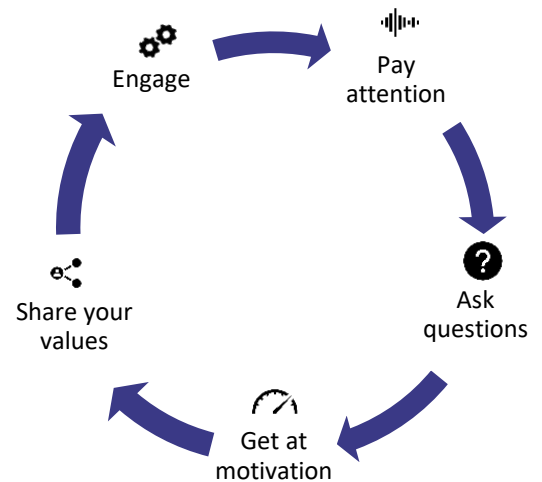 Engage
Pay
attention
?
Ask
questions
Get at
motivation
Share your
values